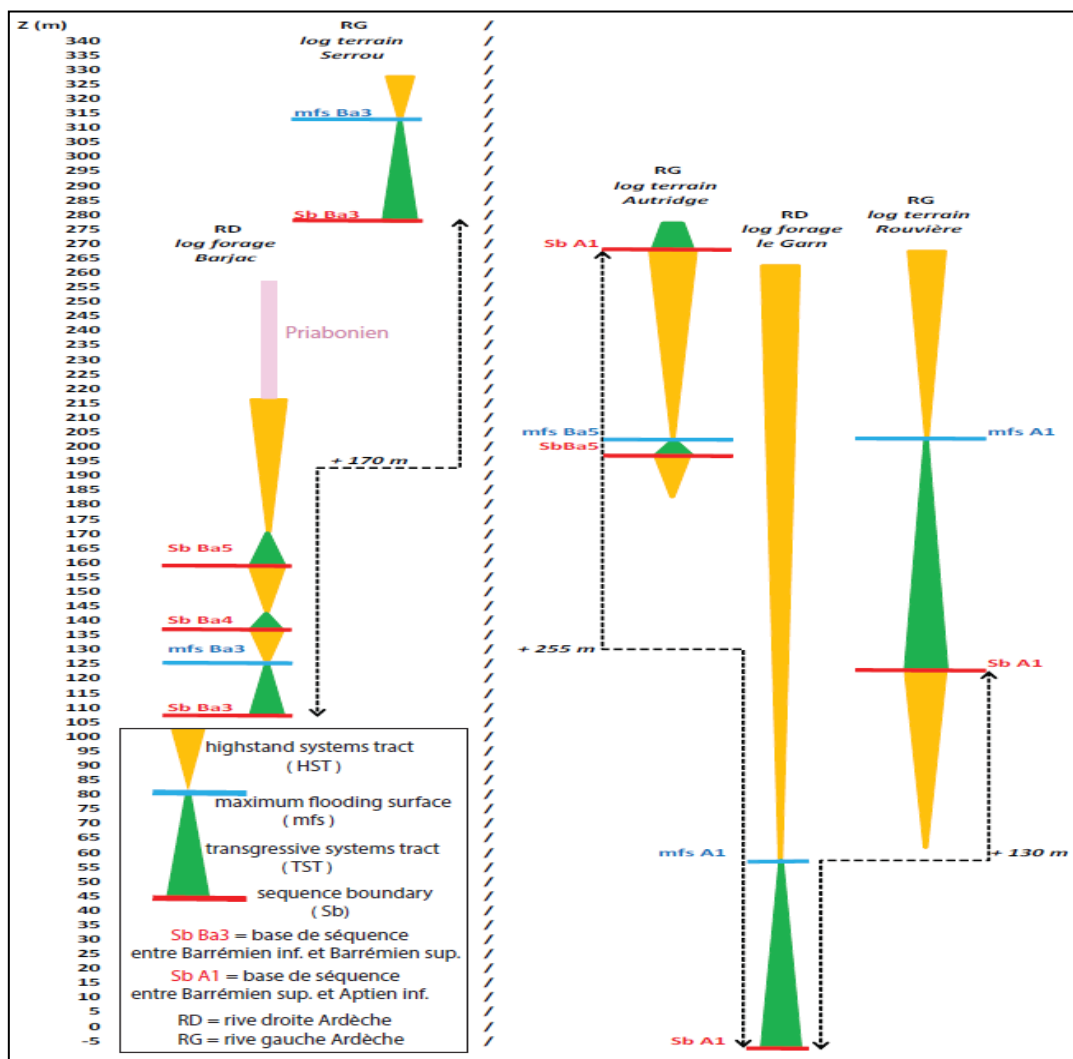 Z (m)
340
335
330
325
320
315
310
305
300
295
290
285
280
275
270
265
260
255
250
245
240
235
230
225
220
215
210
205
200
195
190
185
180
175
170
165
160
155
150
145
140
135
130
125
120
115
110
105
100
95
90
85
80
75
70
65
60
55
50
45
40
35
30
25
20
15
10
5
0
-5
RG
log terrain
Serrou
mfs Ba3
Sb Ba3
RD
log forage
Barjac
Priabonien
+ 170 m
Sb Ba5
Sb Ba4
mfs Ba3
Sb Ba3
highstand systems tract
( HST )
maximum flooding surface
( mfs )
transgressive systems tract
( TST )
sequence boundary
( Sb )
Sb Ba3 = base de séquence
entre Barrémien inf. et Barrémien sup.
Sb A1 = base de séquence
entre Barrémien sup. et Aptien inf.
RD = rive droite Ardèche
RG = rive gauche Ardèche
RG
log terrain
Autridge
Sb A1
mfs Ba5
SbBa5
+ 255 m
RD
log forage
le Garn
mfs A1
Sb A1
RG
log terrain
Rouvière
mfs A1
Sb A1
+ 130 m